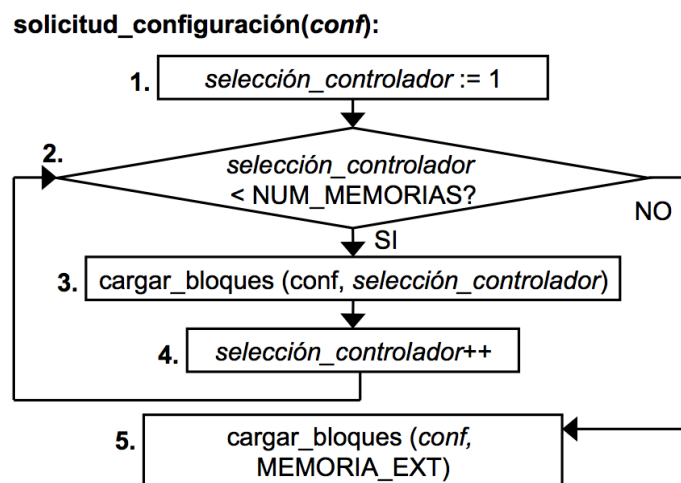 solicitud_configuración(conf):
1. selección_controlador := 1
2.
selección_controlador
< NUM_MEMORIAS?
NO
SI
3. cargar_bloques (conf, selección_controlador)
4. selección_controlador++
5. cargar_bloques (conf,
MEMORIA_EXT)